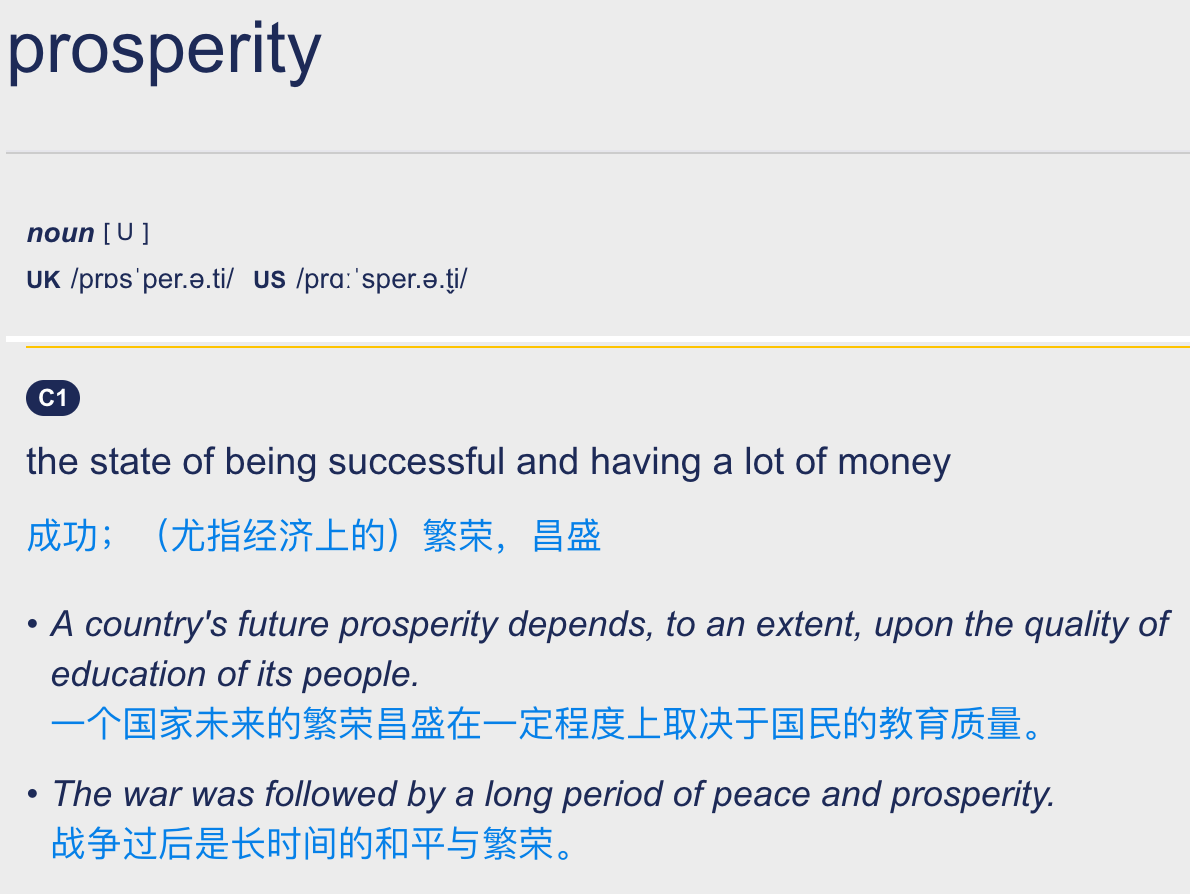 prosperity
noun [ U ]
UK /prɒsˈper.ə.ti/ US /prɑːˈsper.ə.t̬i/
C1
the state of being successful and having a lot of money
成功；（尤指经济上的）繁荣，昌盛
• A country's future prosperity depends, to an extent, upon the quality of
education of its people.
一个国家未来的繁荣昌盛在一定程度上取决于国民的教育质量。
• The war was followed by a long period of peace and prosperity.
战争过后是长时间的和平与繁荣。